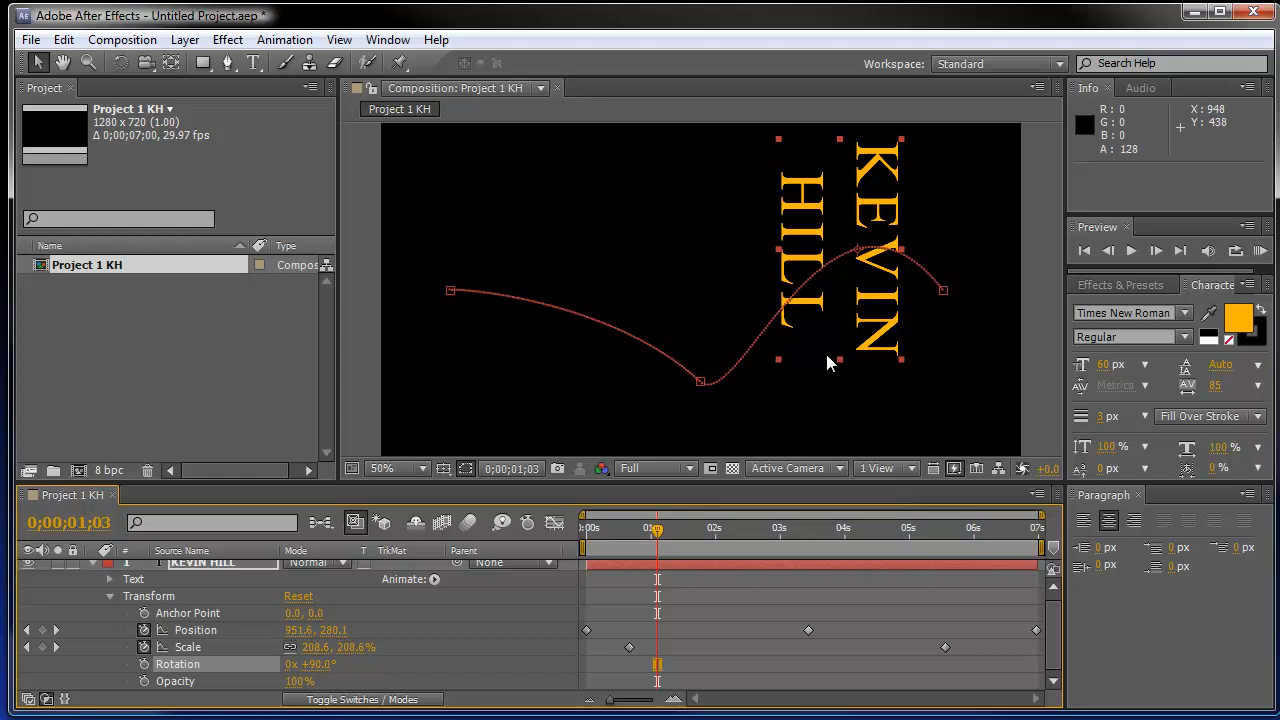 Adobe After Effects - Untitled Project.aep *
File Edit Composition Layer Effect Animation View Window Help
Workspace: Standard Search Help
Project
Composition: Project 1 KH
Info Audio
Project 1 KH
1280 x 720 (1.00)
Δ 0;00;07;00, 29.97 fps
Project 1 KH
R : 0
G : 0
B : 0
A : 128
X : 948
Y : 438
KEVIN
HILL
Preview
Name Type
Project 1 KH Compos
Effects & Presets Characte
Times New Roman
Regular
60 px Auto
Metrics 85
3 px Fill Over Stroke
100 % 100 %
0 px 0 %
8 bpc
50% 0;00;01;03 Full Active Camera 1 View +0.0
Project 1 KH
Paragraph
0;00;01;03
:00s 02s 03s 04s 05s 06s 07s
# Source Name Mode T TrkMat Parent
1 T KEVIN HILL Normal None
Text Animate:
Transform Reset
Anchor Point 0.0, 0.0
Position 951.6, 280.1
Scale 208.6, 208.6%
Rotation 0x +90.0°
Opacity 100%
0 px 0 px 0 px
0 px 0 px
Toggle Switches / Modes